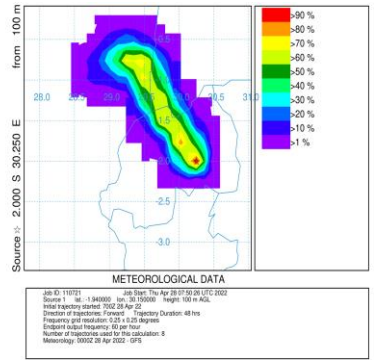 Source ☆ 2.000 S 30.250 E from 100 m
>90 %
>80 %
>70 %
>60 %
>50 %
>40 %
>30 %
>20 %
>10 %
>1 %
-0.5
28.0 29.0 30.0 30.5 31.0
-1.5
-2.5
-3.0
METEOROLOGICAL DATA
Job ID: 110721 Job Start: Thu Apr 28 07:50:26 UTC 2022
Source 1 lat.: -1.940000 lon.: 30.150000 height: 100 m AGL
Initial trajectory started: 700Z 28 Apr 22
Direction of trajectories: Forward Trajectory Duration: 48 hrs
Frequency grid resolution: 0.25 x 0.25 degrees
Endpoint output frequency: 60 per hour
Number of trajectories used for this calculation: 8
Meteorology: 0000Z 28 Apr 2022 - GFS